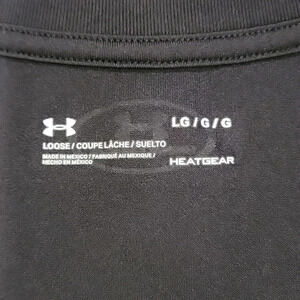 LG / G / G
LOOSE / COUPE LÂCHE / SUELTO
MADE IN MEXICO / FABRIQUÉ AU MEXIQUE /
HECHO EN MÉXICO
HEATGEAR